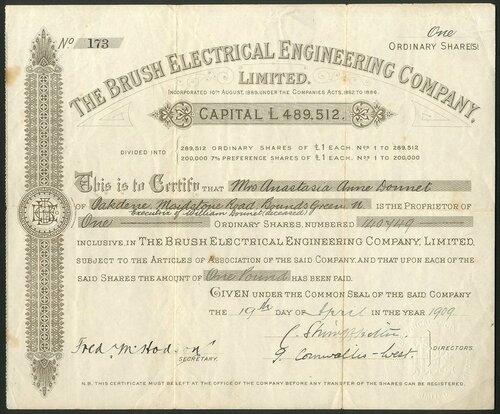 One
Nº 173 ORDINARY SHARE(S)
THE BRUSH ELECTRICAL ENGINEERING COMPANY,
LIMITED.
INCORPORATED 10TH AUGUST, 1889, UNDER THE COMPANIES ACTS, 1862 TO 1886.
CAPITAL £489,512.
DIVIDED INTO
289,512 ORDINARY SHARES OF £1 EACH, Nos 1 TO 289,512
200,000 7% PREFERENCE SHARES OF £1 EACH, Nos 1 TO 200,000
This is to Certify THAT Mrs Anastasia Anne Bonnet
OF Oakdene, Maydstone Road, Bounds Green. N IS THE PROPRIETOR OF
Executrix of William Bonnet (deceased)
One ORDINARY SHARES, NUMBERED 140749
INCLUSIVE, IN THE BRUSH ELECTRICAL ENGINEERING COMPANY, LIMITED,
SUBJECT TO THE ARTICLES OF ASSOCIATION OF THE SAID COMPANY, AND THAT UPON EACH OF THE
SAID SHARES THE AMOUNT OF One Pound HAS BEEN PAID.
GIVEN UNDER THE COMMON SEAL OF THE SAID COMPANY
THE 19th DAY OF April IN THE YEAR 1909.
Fred. McHodson
SECRETARY.
G. Cornwallis-West.
DIRECTORS.
N.B. THIS CERTIFICATE MUST BE LEFT AT THE OFFICE OF THE COMPANY BEFORE ANY TRANSFER OF THE SHARES CAN BE REGISTERED.